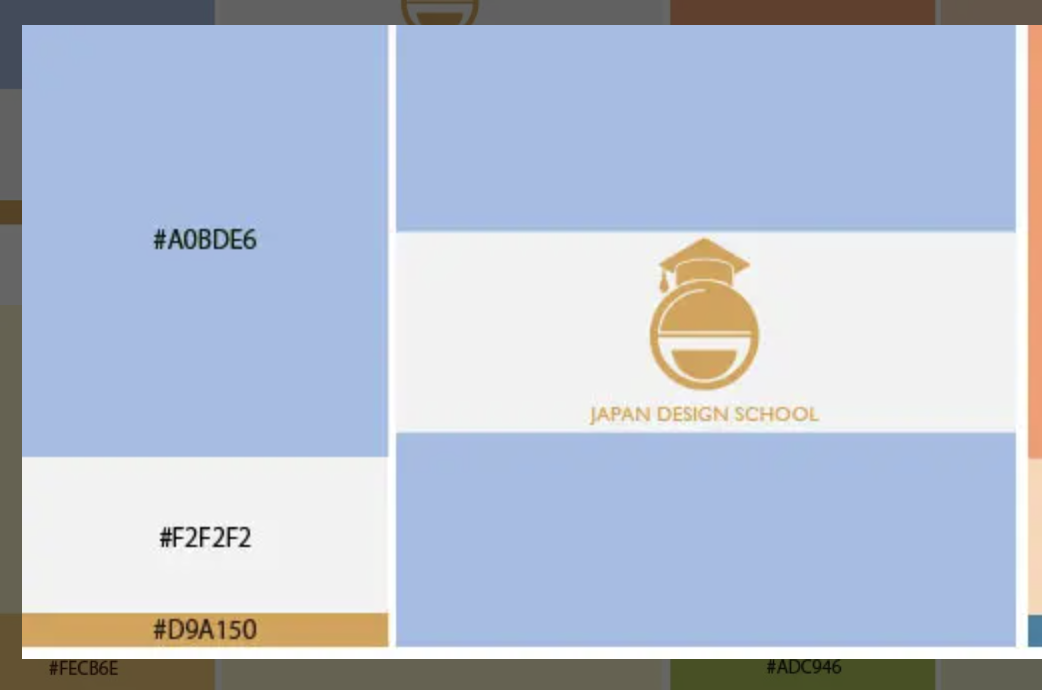 #A0BDE6
JAPAN DESIGN SCHOOL
#F2F2F2
#D9A150
#FECB6E
#ADC946